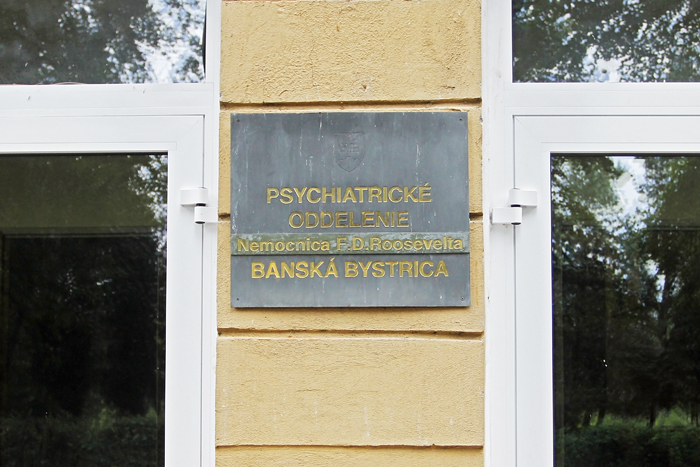 PSYCHIATRICKÉ
ODDELENIE
Nemocnica F.D.Roosevelta
BANSKÁ BYSTRICA